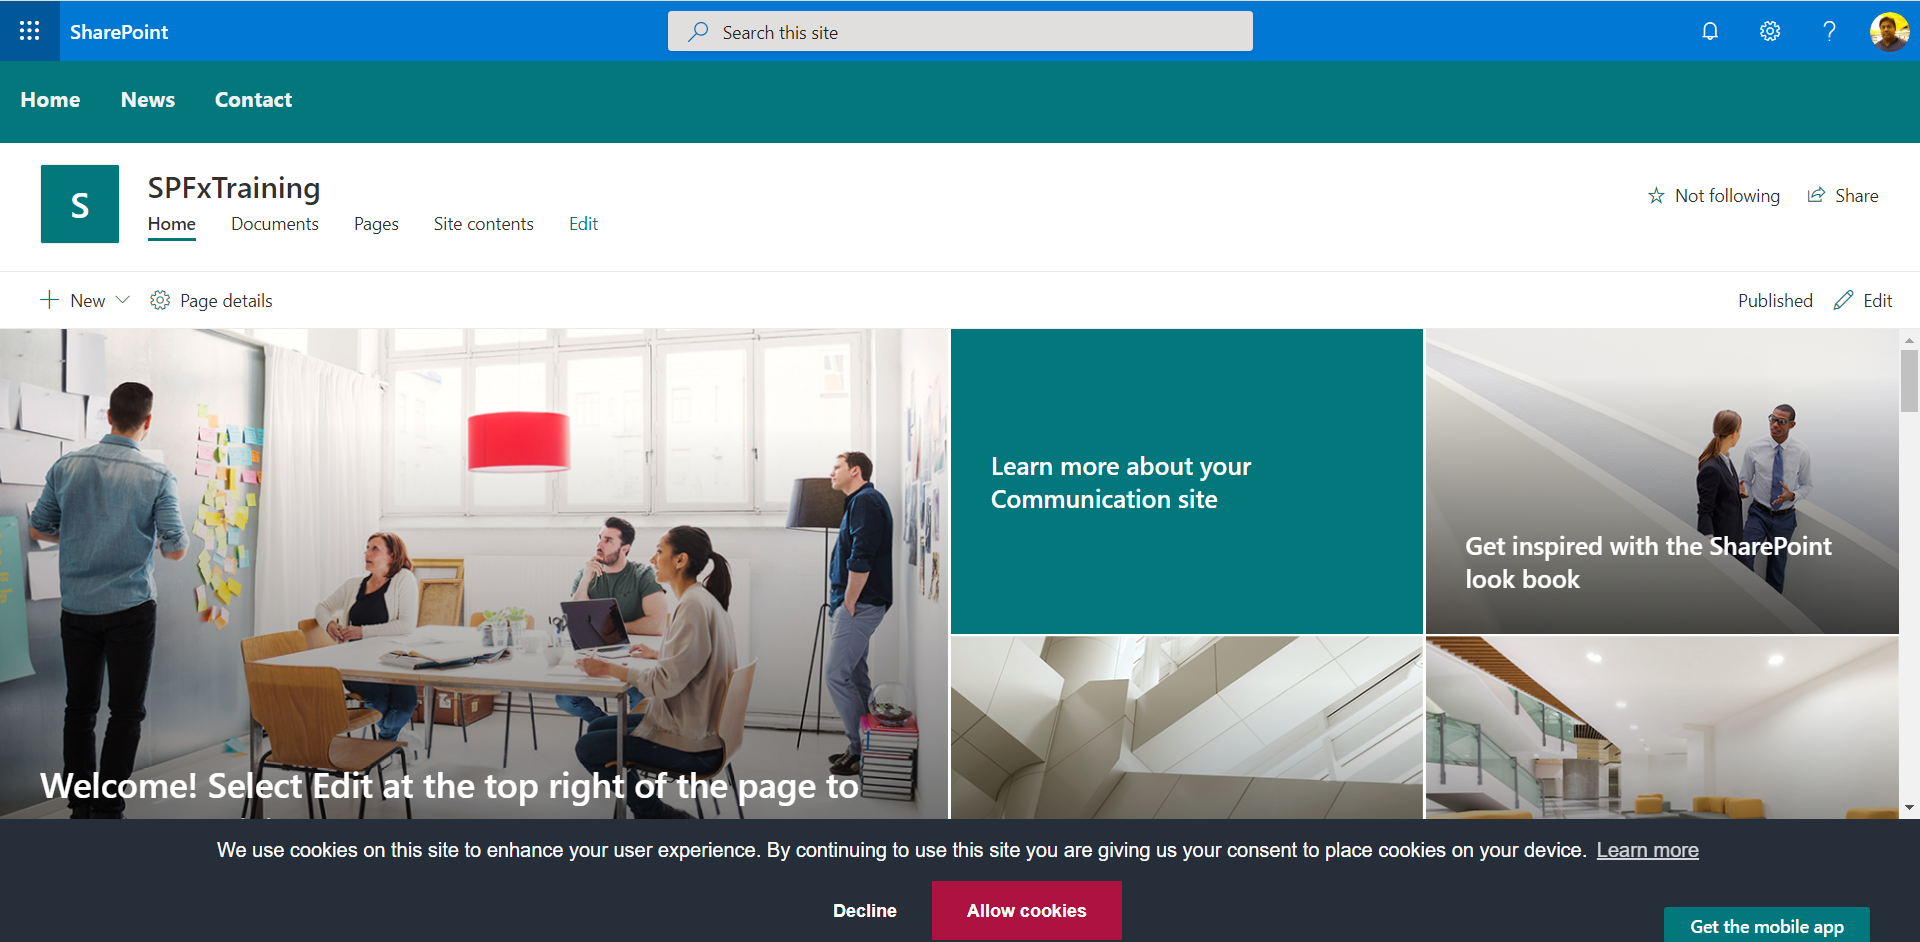 SharePoint
Search this site
Home News Contact
S
SPFxTraining
Home Documents Pages Site contents Edit
Not following Share
New Page details
Published Edit
Learn more about your
Communication site
Get inspired with the SharePoint
look book
Welcome! Select Edit at the top right of the page to
We use cookies on this site to enhance your user experience. By continuing to use this site you are giving us your consent to place cookies on your device. Learn more
Decline Allow cookies
Get the mobile app